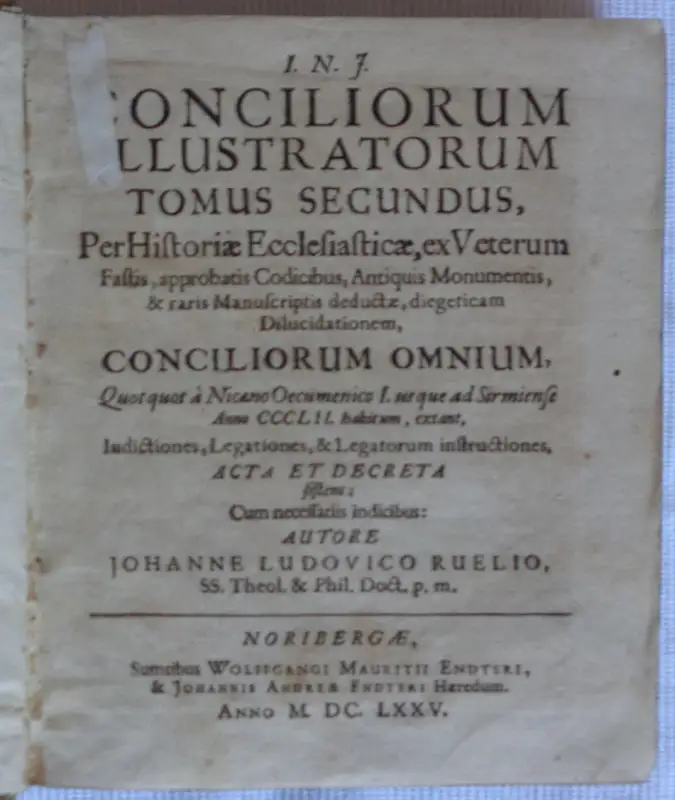 I. N. J.
CONCILIORUM
ILLUSTRATORUM
TOMUS SECUNDUS,
Per Hiſtoriæ Eccleſiaſticæ, ex Veterum
Faſtis, approbatis Codicibus, Antiquis Monumentis,
& raris Manuſcriptis deductæ, diegeticam
Dilucidationem,
CONCILIORUM OMNIUM,
Quotquot à Nicæno Oecumenico I. usque ad Sirmienſe
Anno CCCLII. habitum, extant,
Indictiones, Legationes, & Legatorum inſtructiones,
ACTA ET DECRETA
ſiſtens;
Cum neceſſariis indicibus:
AUTORE
JOHANNE LUDOVICO RUELIO,
SS. Theol. & Phil. Doct. p. m.
NORIBERGÆ,
Sumtibus WOLFFGANGI MAURITII ENDTERI,
& JOHANNIS ANDREÆ ENDTERI Hæredum.
ANNO M. DC. LXXV.